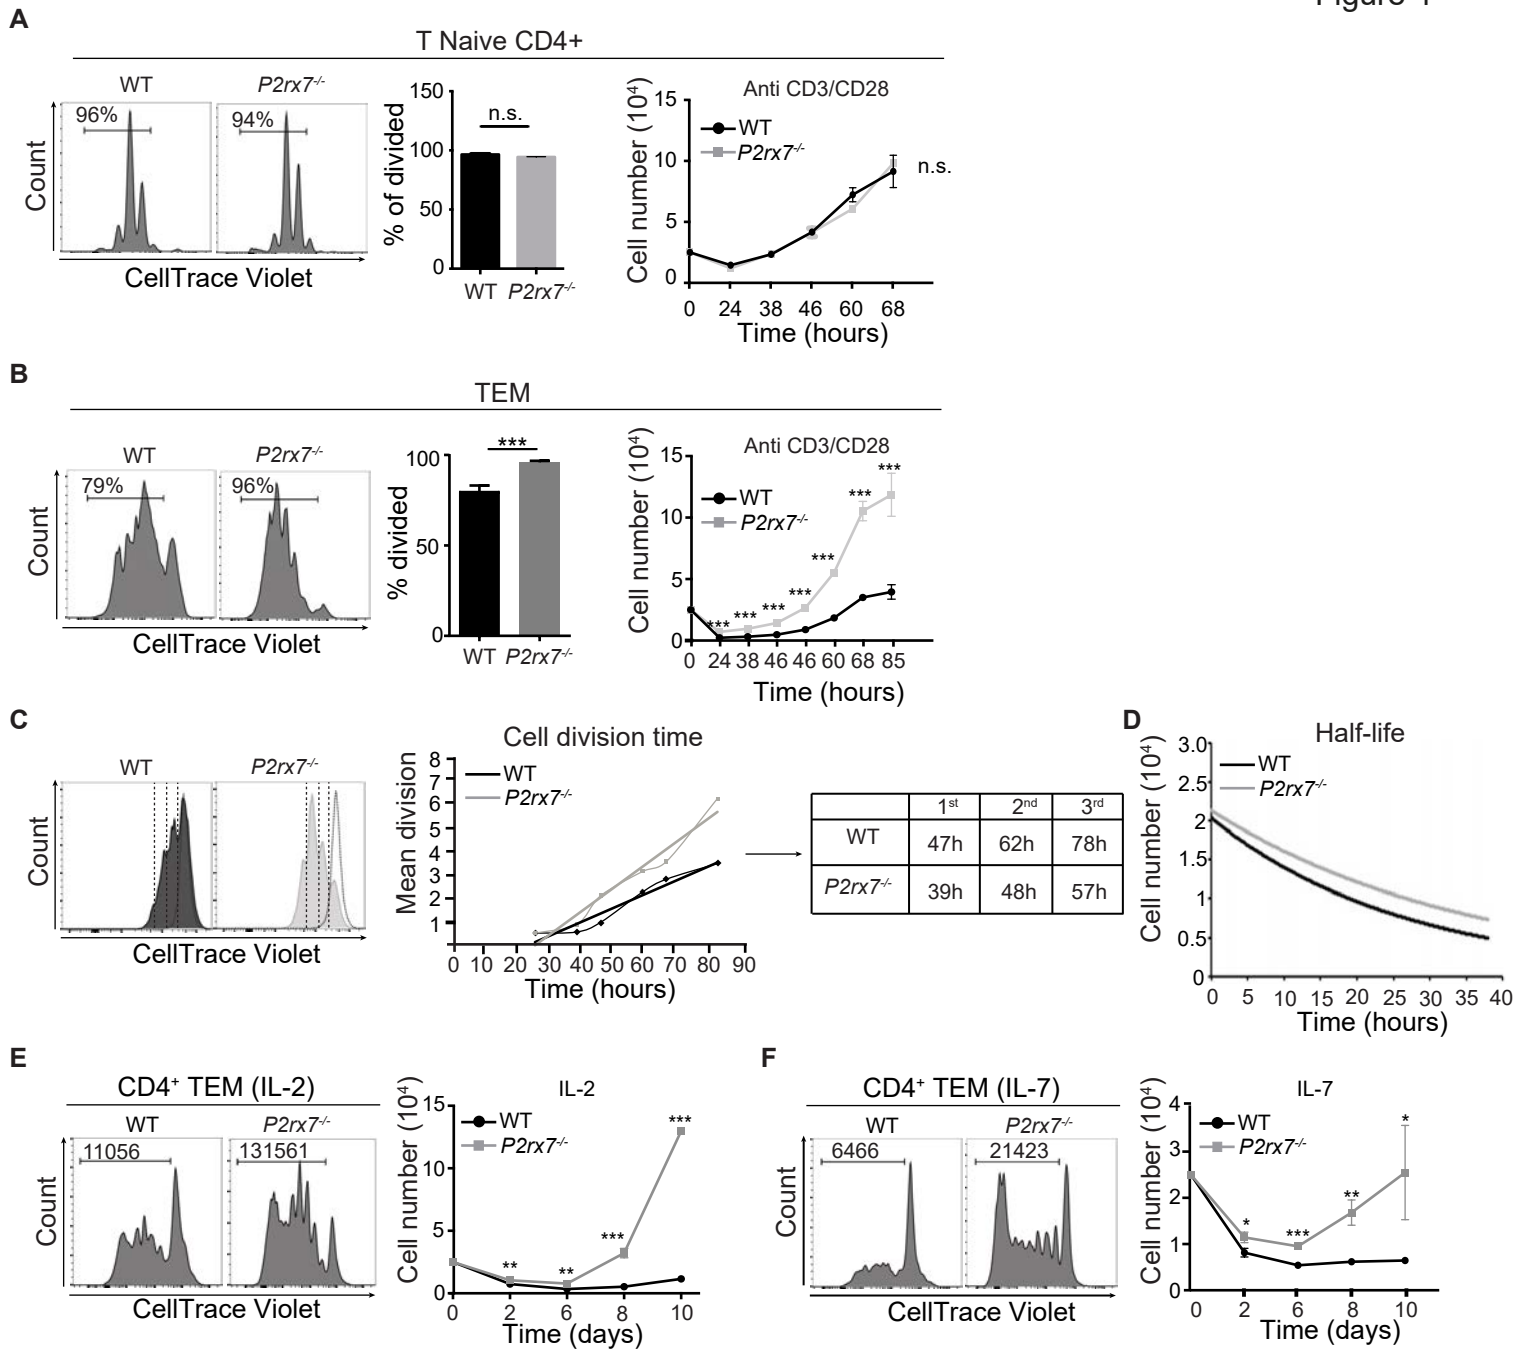 A
T Naive CD4+
WT
P2rx7-/-
96%
94%
Count
CellTrace Violet
% of divided
150
100
50
0
n.s.
WT
P2rx7-/-
Anti CD3/CD28
Cell number (10⁴)
15
10
5
0
WT
P2rx7-/-
n.s.
0 24 38 46 60 68
Time (hours)
B
TEM
WT
P2rx7-/-
79%
96%
Count
CellTrace Violet
% divided
100
50
0
***
WT
P2rx7-/-
Anti CD3/CD28
Cell number (10⁴)
15
10
5
0
WT
P2rx7-/-
***
***
***
***
***
***
***
0 24 38 46 46 60 68 85
Time (hours)
C
WT
P2rx7-/-
Count
CellTrace Violet
Cell division time
Mean division
8
7
6
5
4
3
2
1
WT
P2rx7-/-
0 10 20 30 40 50 60 70 80 90
Time (hours)
1st 2nd 3rd
WT 47h 62h 78h
P2rx7-/- 39h 48h 57h
D
Half-life
Cell number (10⁴)
3.0
2.5
2
1.5
1
0.5
0
WT
P2rx7-/-
0 5 10 15 20 25 30 35 40
Time (hours)
E
CD4+ TEM (IL-2)
WT
P2rx7-/-
11056
131561
Count
CellTrace Violet
IL-2
Cell number (10⁴)
15
10
5
0
WT
P2rx7-/-
**
**
***
***
0 2 6 8 10
Time (days)
F
CD4+ TEM (IL-7)
WT
P2rx7-/-
6466
21423
Count
CellTrace Violet
IL-7
Cell number (10⁴)
4
3
2
1
0
WT
P2rx7-/-
*
***
**
*
0 2 6 8 10
Time (days)